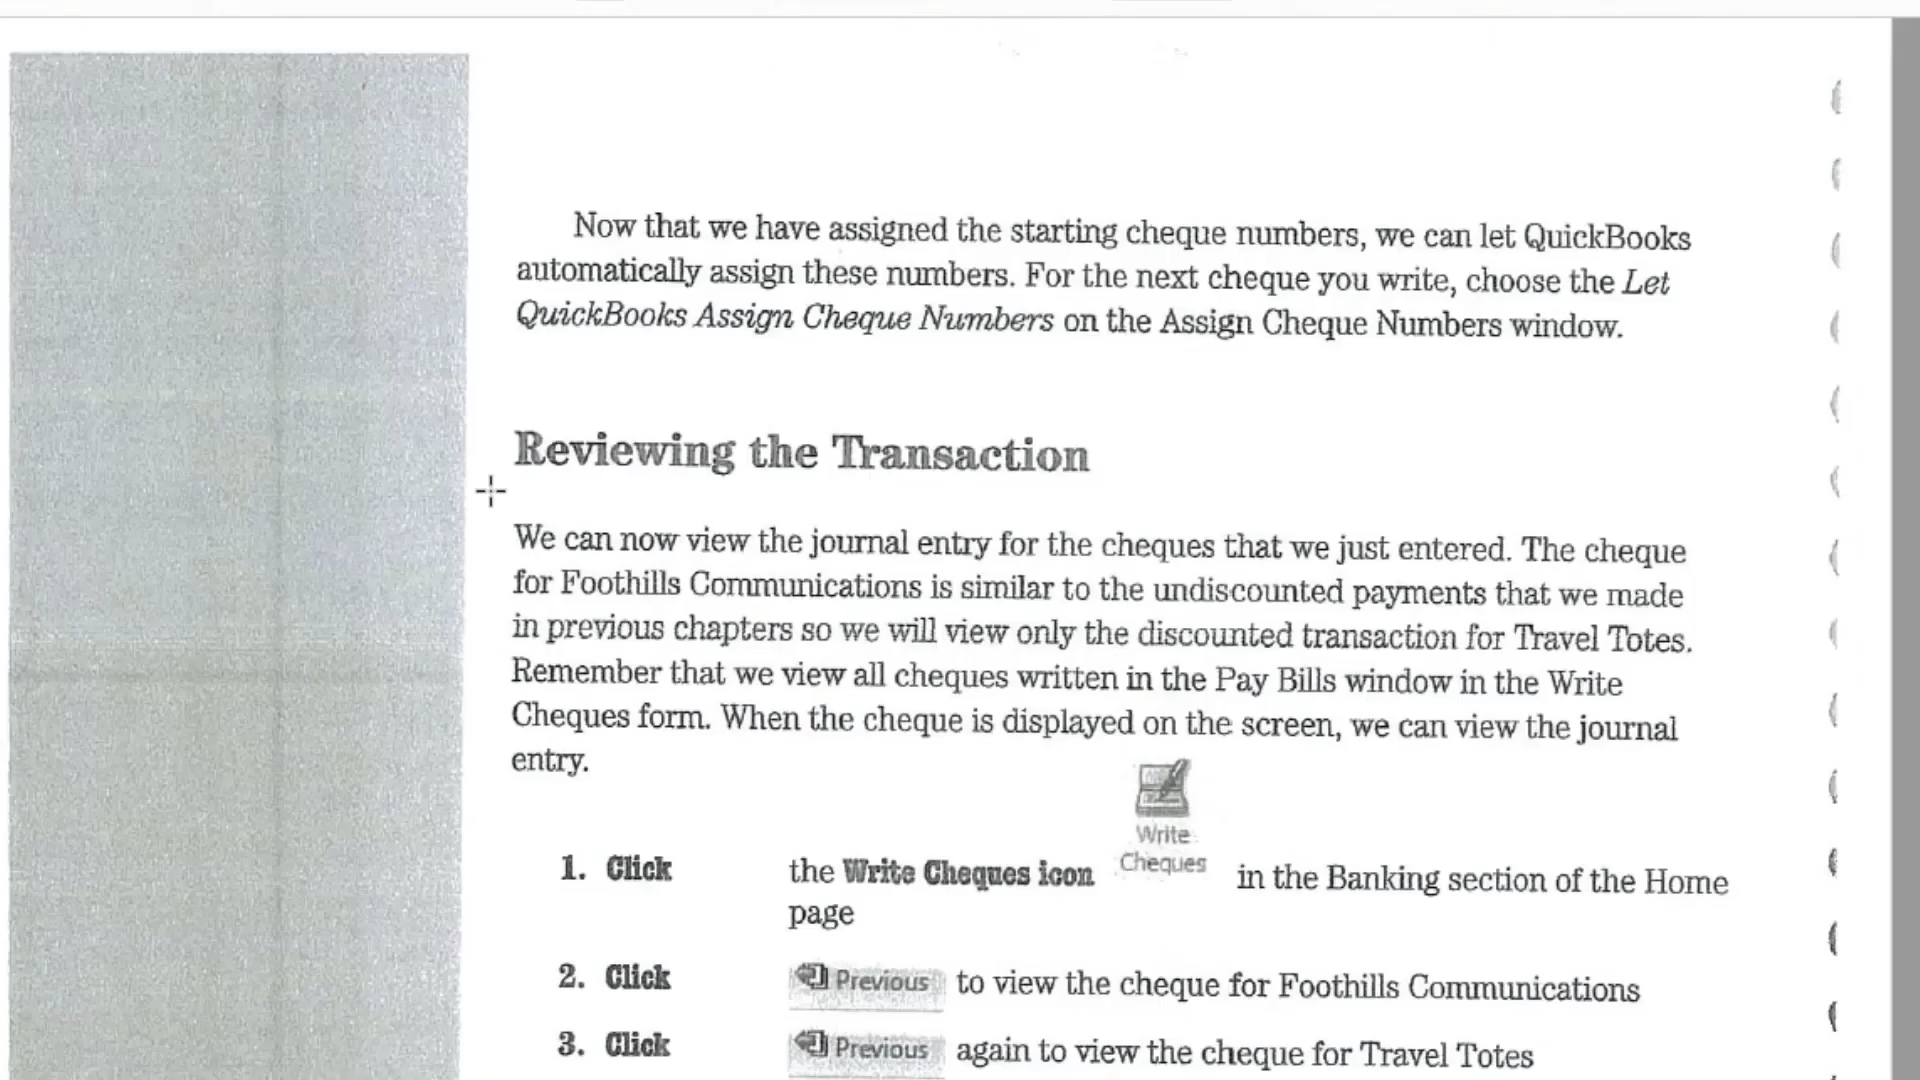 Now that we have assigned the starting cheque numbers, we can let QuickBooks
automatically assign these numbers. For the next cheque you write, choose the Let
QuickBooks Assign Cheque Numbers on the Assign Cheque Numbers window.
Reviewing the Transaction
We can now view the journal entry for the cheques that we just entered. The cheque
for Foothills Communications is similar to the undiscounted payments that we made
in previous chapters so we will view only the discounted transaction for Travel Totes.
Remember that we view all cheques written in the Pay Bills window in the Write
Cheques form. When the cheque is displayed on the screen, we can view the journal
entry.
1. Click the Write Cheques icon Write Cheques in the Banking section of the Home
page
2. Click Previous to view the cheque for Foothills Communications
3. Click Previous again to view the cheque for Travel Totes